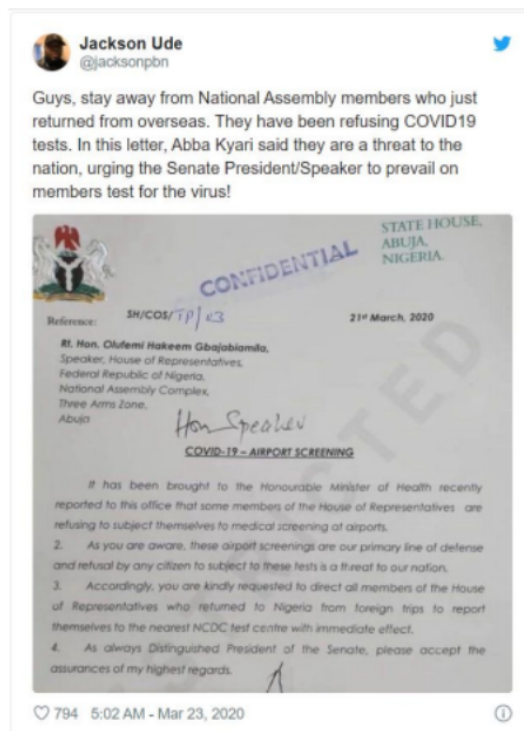 Jackson Ude
@jacksonpbn
Guys, stay away from National Assembly members who just
returned from overseas. They have been refusing COVID19
tests. In this letter, Abba Kyari said they are a threat to the
nation, urging the Senate President/Speaker to prevail on
members test for the virus!
STATE HOUSE,
ABUJA,
NIGERIA.
CONFIDENTIAL
Reference: SH/COS/TP/ 21st March, 2020
Rt. Hon. Olufemi Hakeem Gbajabiamila,
Speaker, House of Representatives,
Federal Republic of Nigeria,
National Assembly Complex,
Three Arms Zone,
Abuja
Hon Speaker
COVID-19 – AIRPORT SCREENING
It has been brought to the Honourable Minister of Health recently
reported to this office that some members of the House of Representatives are
refusing to subject themselves to medical screening at airports.
2. As you are aware, these airport screenings are our primary line of defense
and refusal by any citizen to subject to these tests is a threat to our nation.
3. Accordingly, you are kindly requested to direct all members of the House
of Representatives who returned to Nigeria from foreign trips to report
themselves to the nearest NCDC test centre with immediate effect.
4. As always Distinguished President of the Senate, please accept the
assurances of my highest regards.
794 5:02 AM - Mar 23, 2020